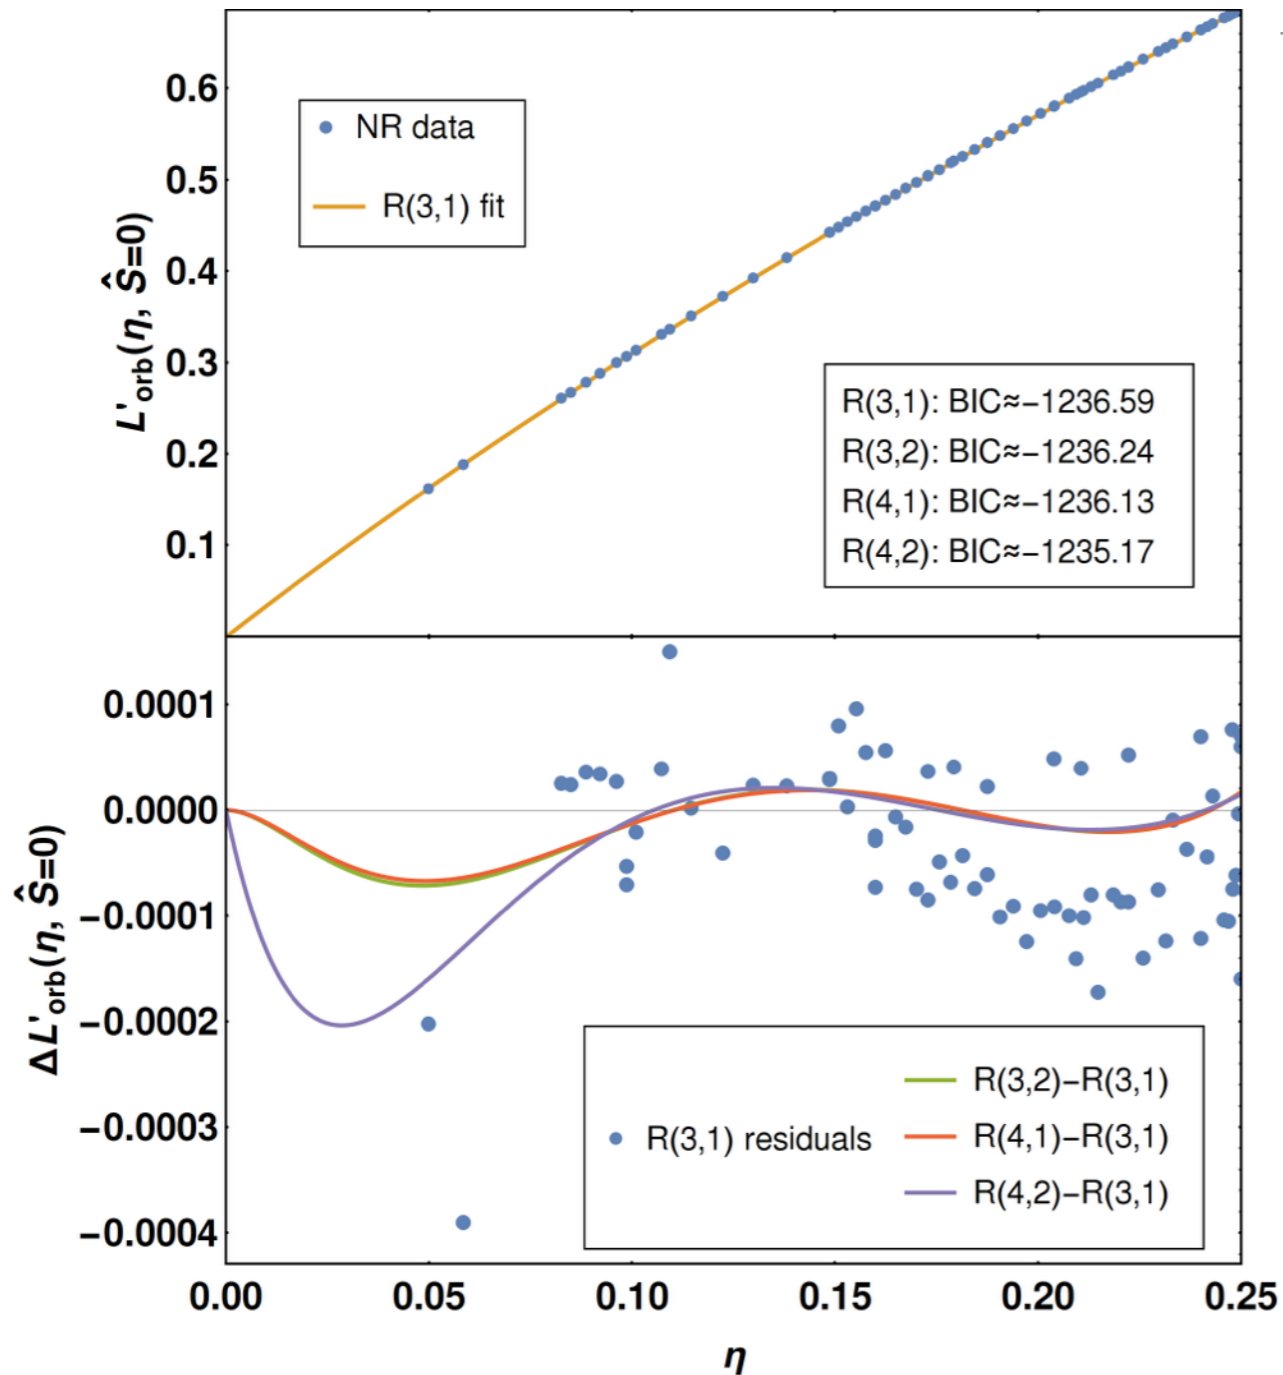 L'orb(η, Ŝ=0)
0.6
0.5
0.4
0.3
0.2
0.1
NR data
R(3,1) fit
R(3,1): BIC≈−1236.59
R(3,2): BIC≈−1236.24
R(4,1): BIC≈−1236.13
R(4,2): BIC≈−1235.17
ΔL'orb(η, Ŝ=0)
0.0001
0.0000
−0.0001
−0.0002
−0.0003
−0.0004
R(3,1) residuals
R(3,2)−R(3,1)
R(4,1)−R(3,1)
R(4,2)−R(3,1)
0.00 0.05 0.10 0.15 0.20 0.25
η